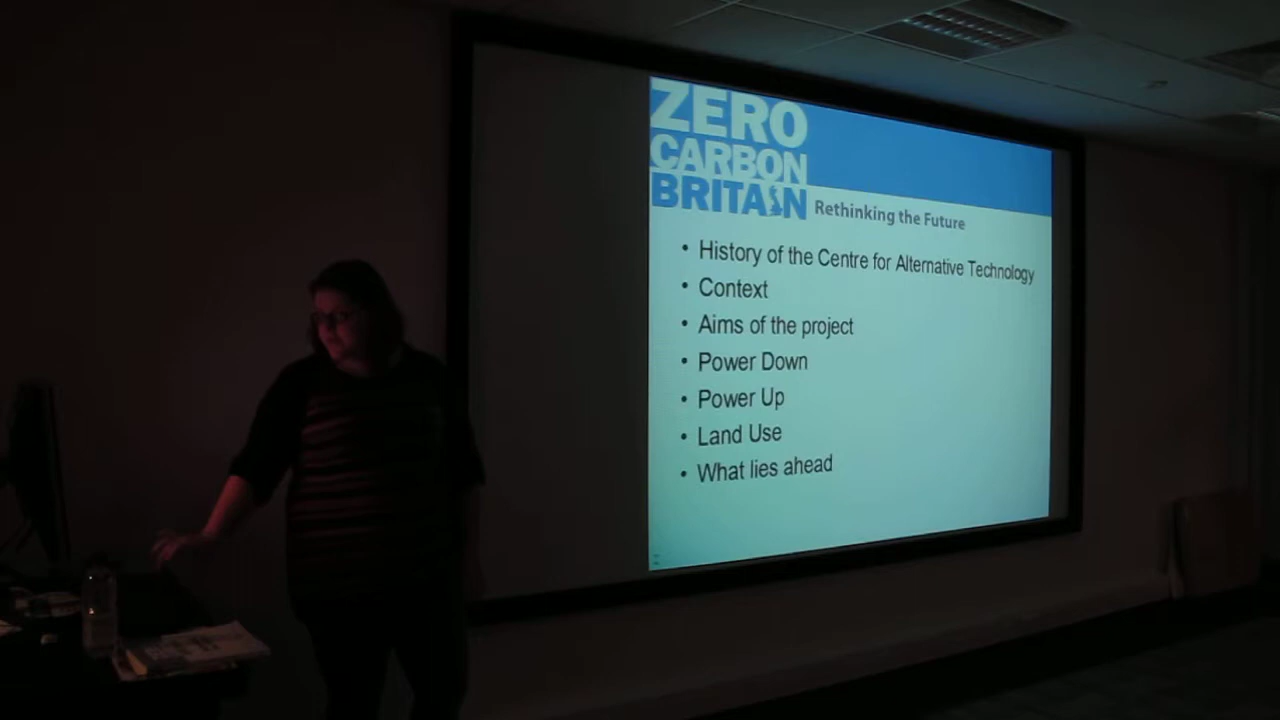 ZERO
CARBON
BRITAIN
Rethinking the Future
• History of the Centre for Alternative Technology
• Context
• Aims of the project
• Power Down
• Power Up
• Land Use
• What lies ahead